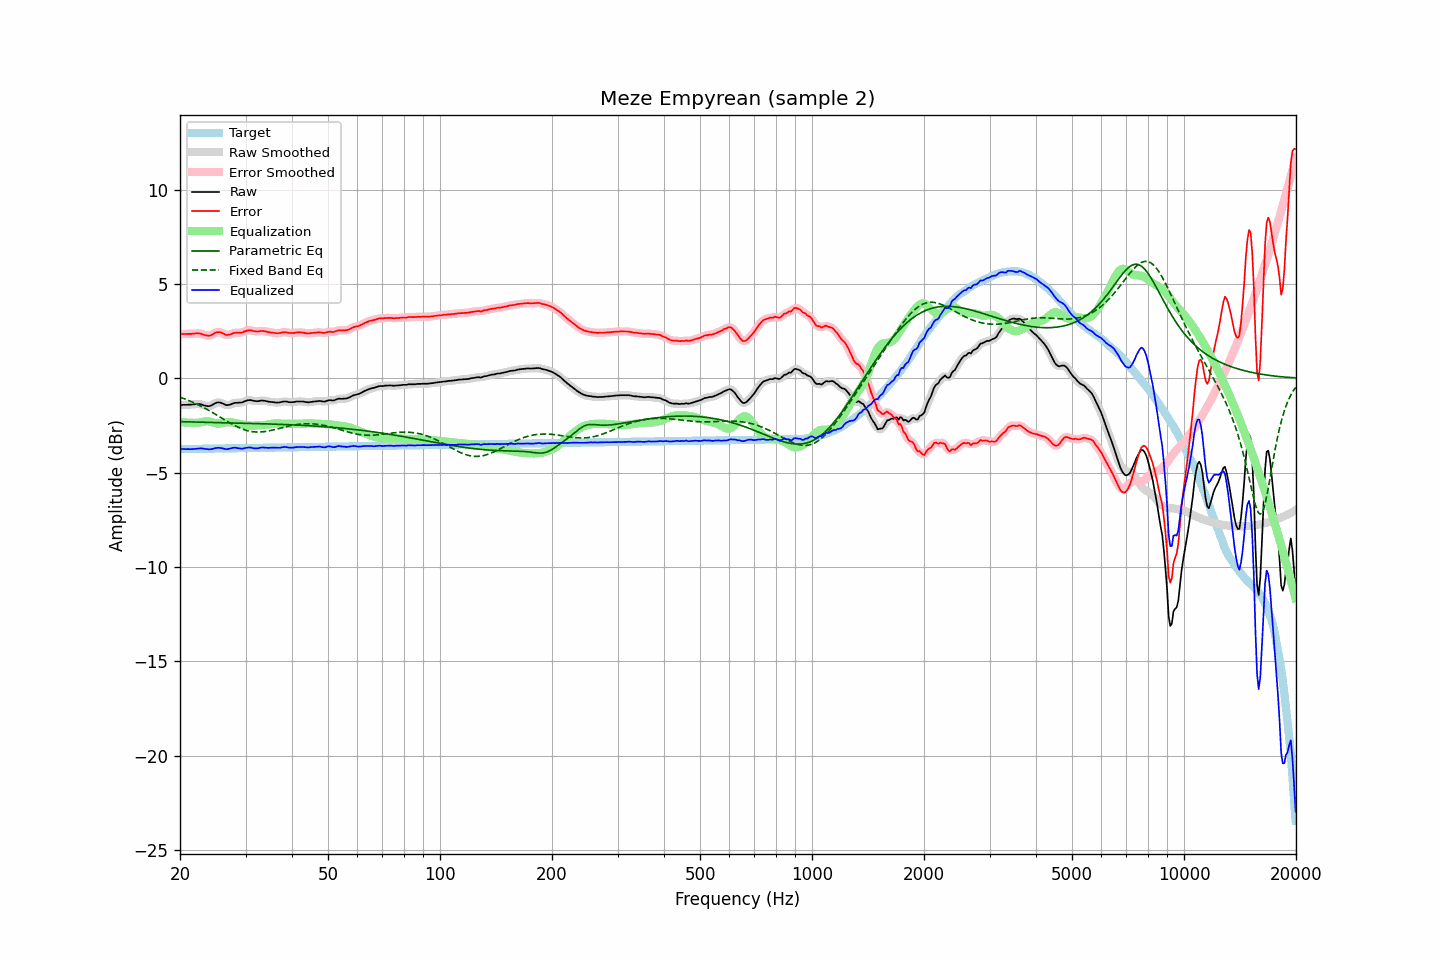 Meze Empyrean (sample 2)
Target
Raw Smoothed
Error Smoothed
Raw
Error
Equalization
Parametric Eq
Fixed Band Eq
Equalized
Amplitude (dBr)
10
5
0
−5
−10
−15
−20
−25
20 50 100 200 500 1000 2000 5000 10000 20000
Frequency (Hz)